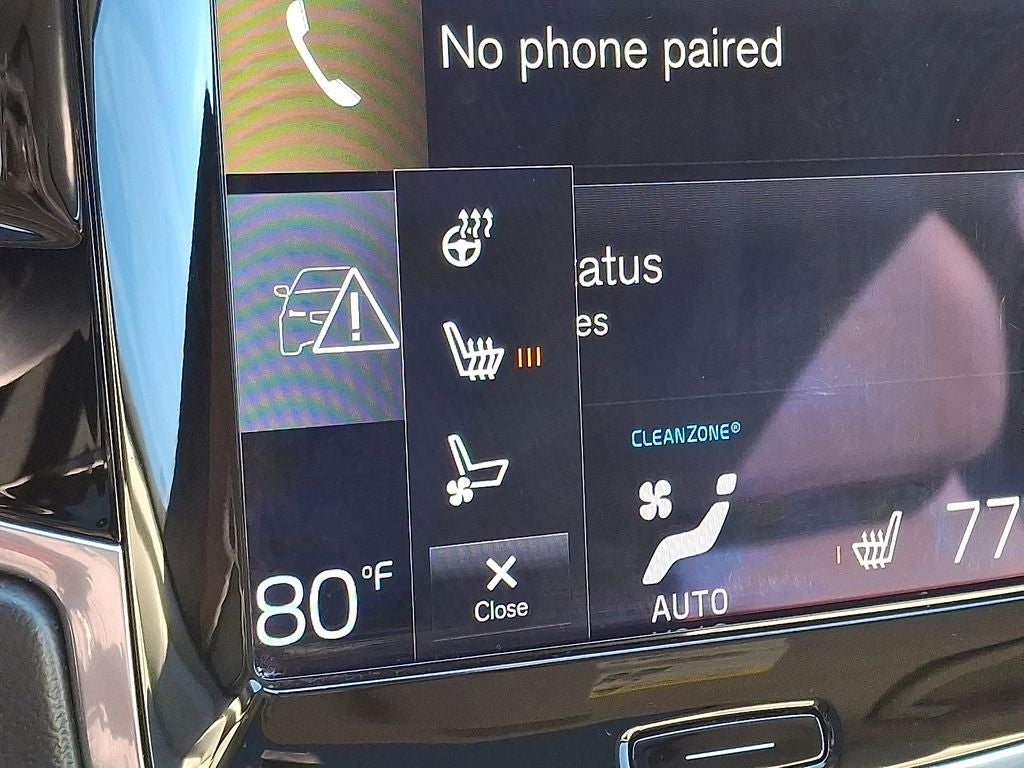 No phone paired
atus
es
CLEANZONE®
80°F
Close
AUTO
77